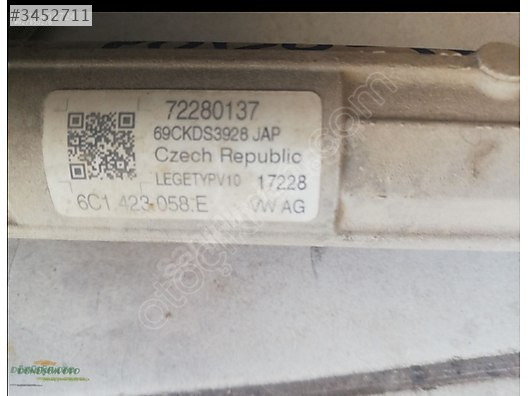 #3452711
72280137
69CKDS3928 JAP
Czech Republic
LEGETYPV10 17228
6C1 423 058 E VW AG